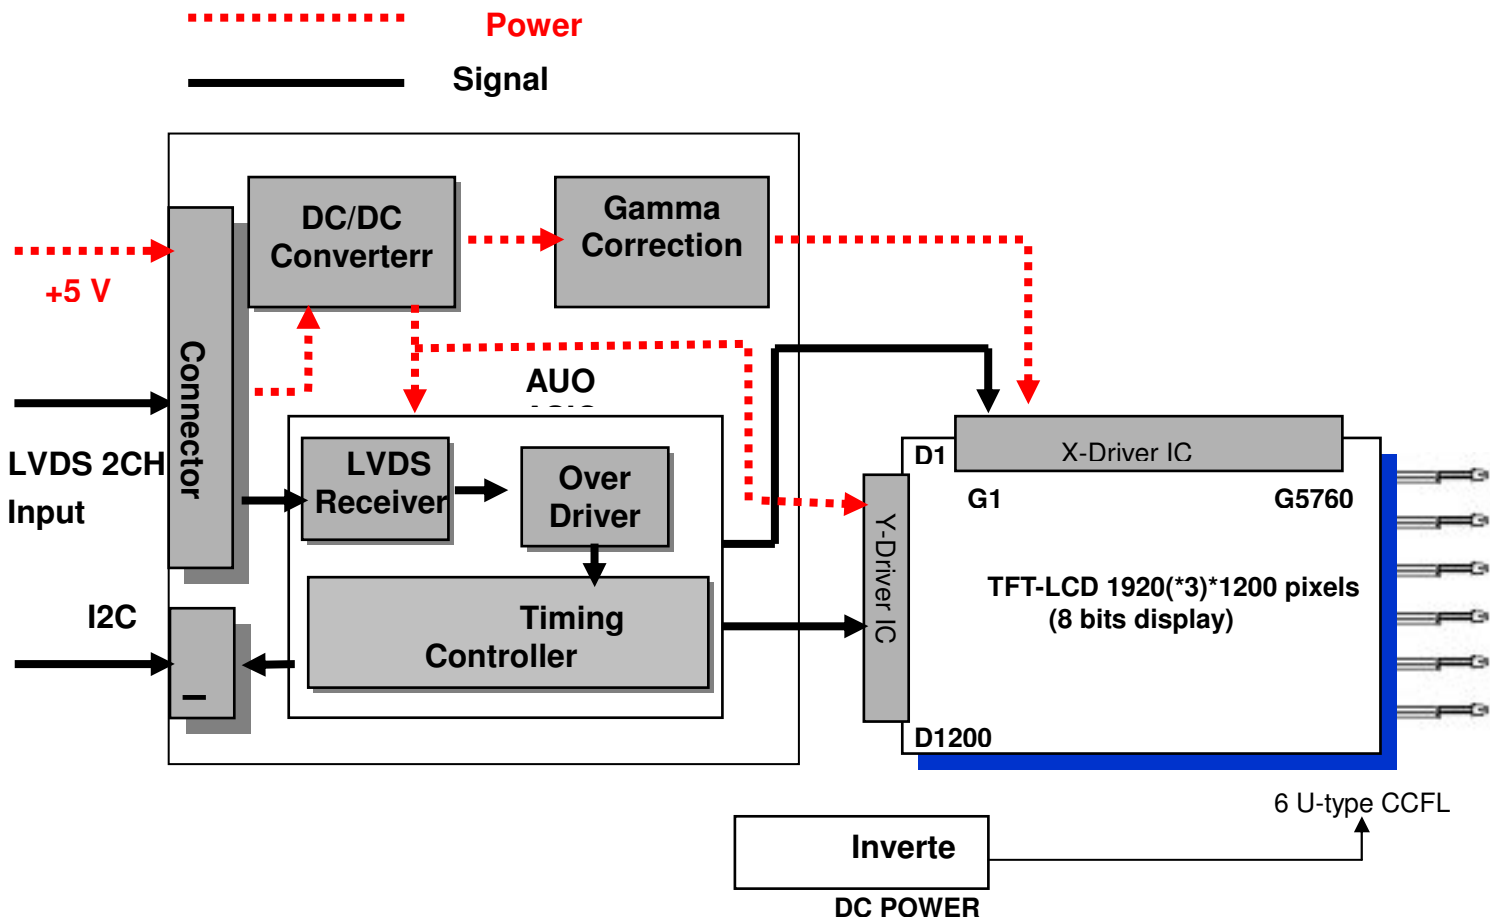 Power
Signal
DC/DC
Converterr
Gamma
Correction
+5 V
Connector
AUO
LVDS 2CH
Input
LVDS
Receiver
Over
Driver
I2C
Timing
Controller
D1
X-Driver IC
G1
G5760
Y-Driver IC
TFT-LCD 1920(*3)*1200 pixels
(8 bits display)
D1200
6 U-type CCFL
Inverte
DC POWER